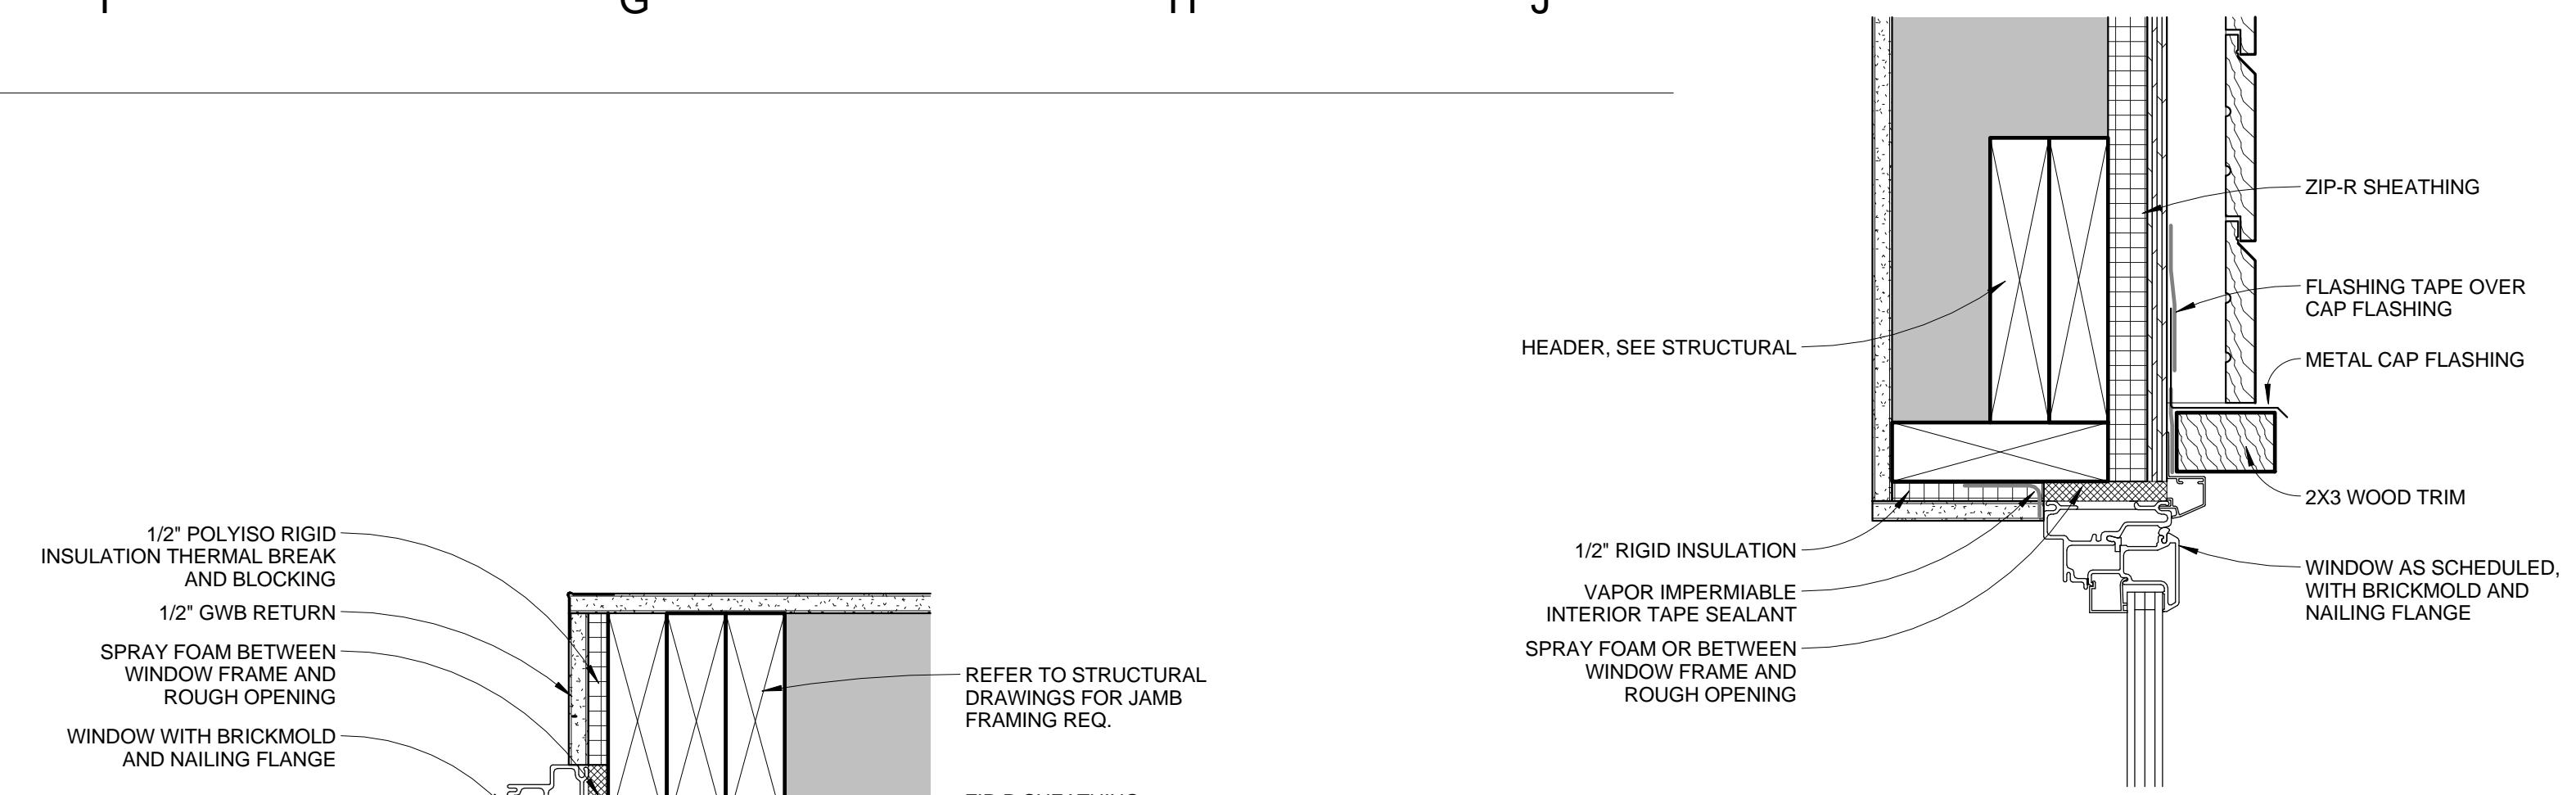 G
H
J
ZIP-R SHEATHING
FLASHING TAPE OVER
CAP FLASHING
HEADER, SEE STRUCTURAL
METAL CAP FLASHING
2X3 WOOD TRIM
1/2" RIGID INSULATION
VAPOR IMPERMIABLE
INTERIOR TAPE SEALANT
SPRAY FOAM OR BETWEEN
WINDOW FRAME AND
ROUGH OPENING
WINDOW AS SCHEDULED,
WITH BRICKMOLD AND
NAILING FLANGE
1/2" POLYISO RIGID
INSULATION THERMAL BREAK
AND BLOCKING
1/2" GWB RETURN
SPRAY FOAM BETWEEN
WINDOW FRAME AND
ROUGH OPENING
WINDOW WITH BRICKMOLD
AND NAILING FLANGE
REFER TO STRUCTURAL
DRAWINGS FOR JAMB
FRAMING REQ.
ZIP-R SHEATHING